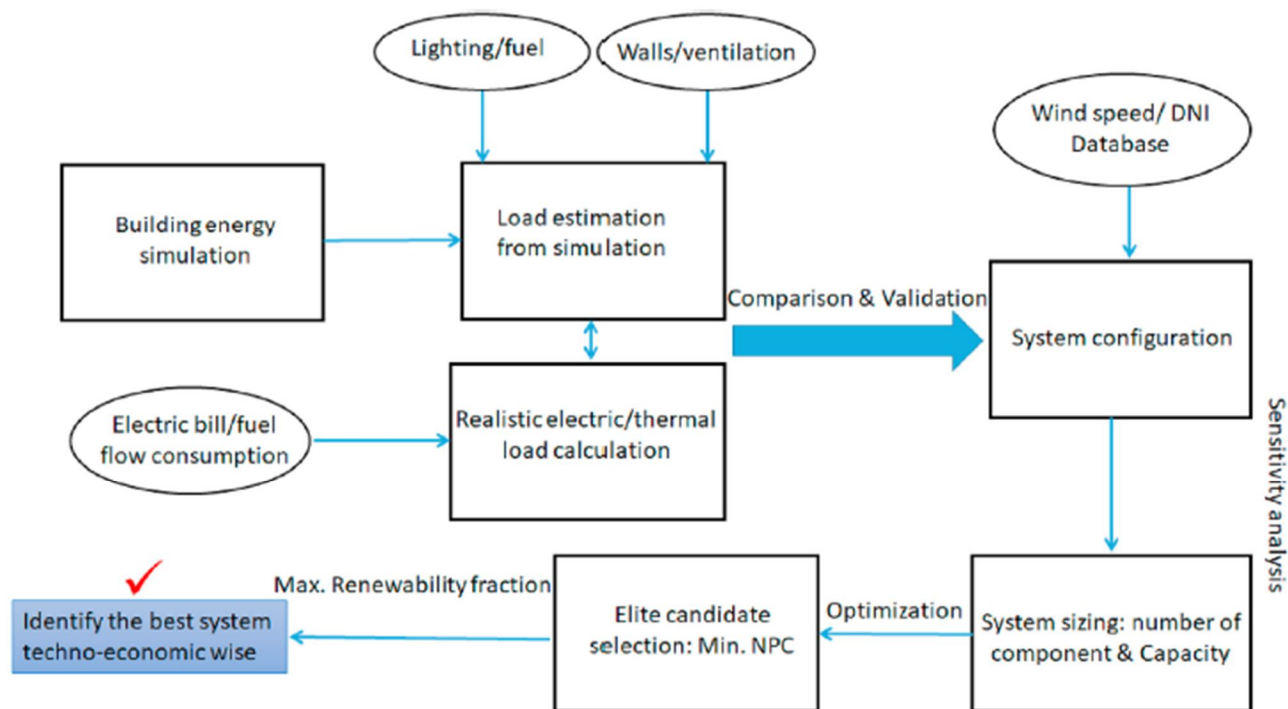 Lighting/fuel
Walls/ventilation
Wind speed/ DNI
Database
Building energy
simulation
Load estimation
from simulation
Comparison & Validation
System configuration
Electric bill/fuel
flow consumption
Realistic electric/thermal
load calculation
Sensitivity analysis
Identify the best system
techno-economic wise
Max. Renewability fraction
Elite candidate
selection: Min. NPC
Optimization
System sizing: number of
component & Capacity